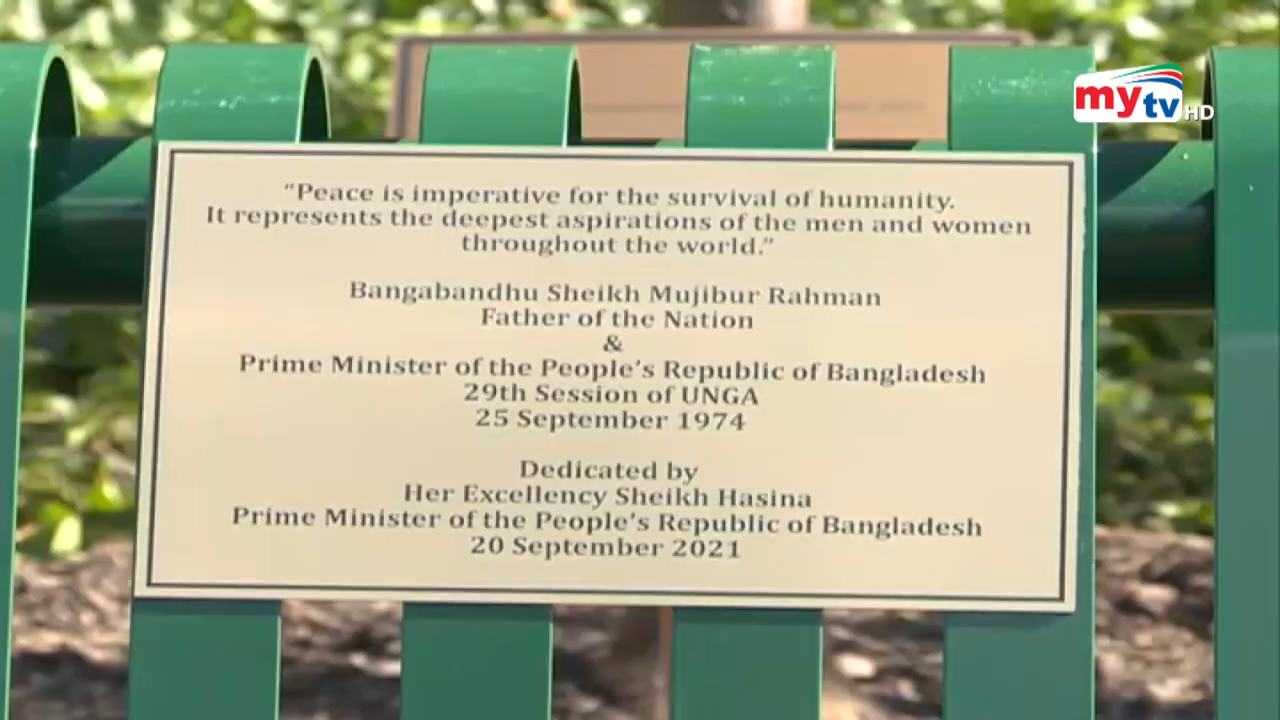 mytv HD
"Peace is imperative for the survival of humanity.
It represents the deepest aspirations of the men and women
throughout the world."
Bangabandhu Sheikh Mujibur Rahman
Father of the Nation
&
Prime Minister of the People's Republic of Bangladesh
29th Session of UNGA
25 September 1974
Dedicated by
Her Excellency Sheikh Hasina
Prime Minister of the People's Republic of Bangladesh
20 September 2021